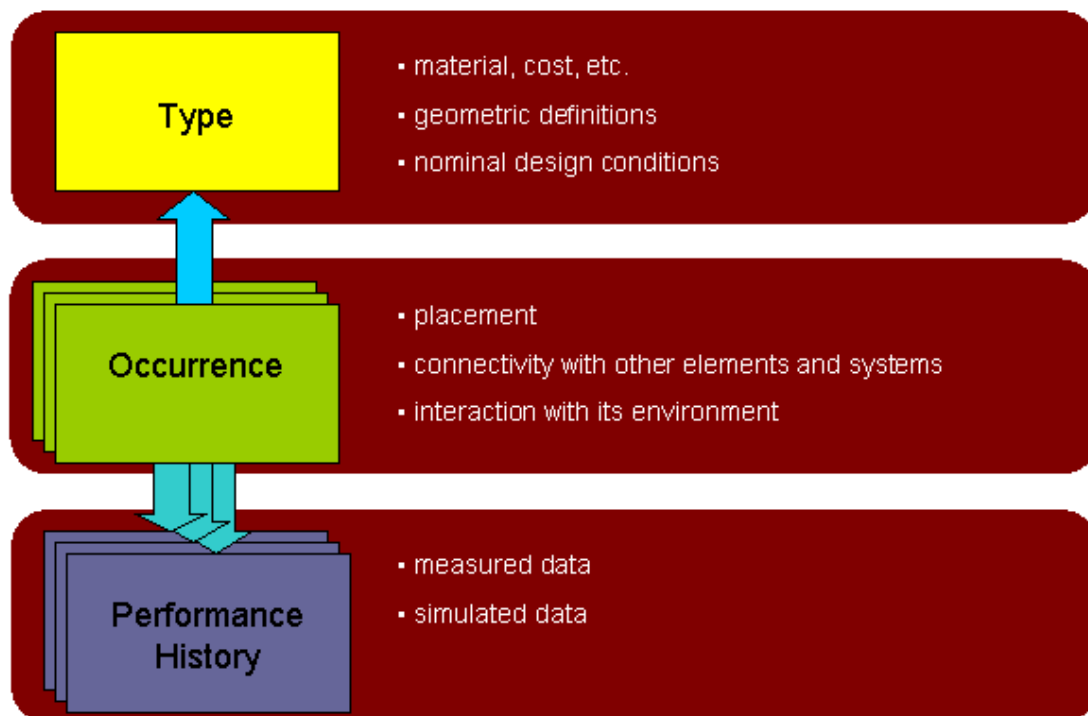 Type
▪ material, cost, etc.
▪ geometric definitions
▪ nominal design conditions
Occurrence
▪ placement
▪ connectivity with other elements and systems
▪ interaction with its environment
Performance
History
▪ measured data
▪ simulated data